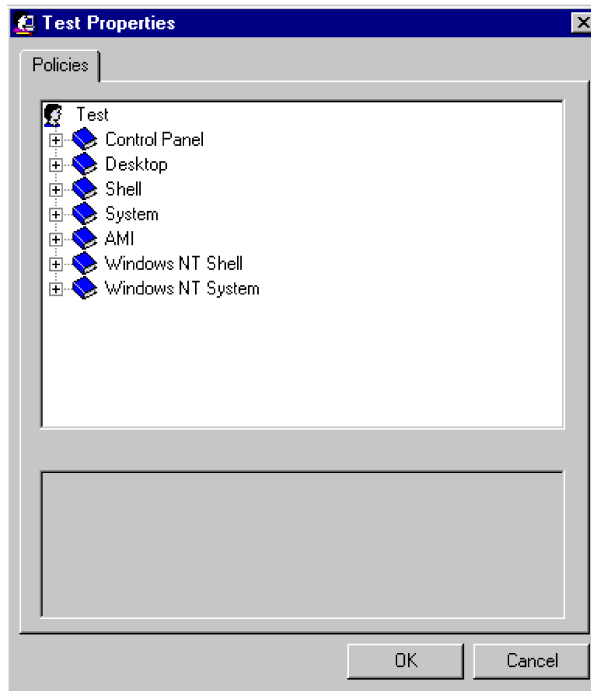 Test Properties
Policies
Test
Control Panel
Desktop
Shell
System
AMI
Windows NT Shell
Windows NT System
OK
Cancel